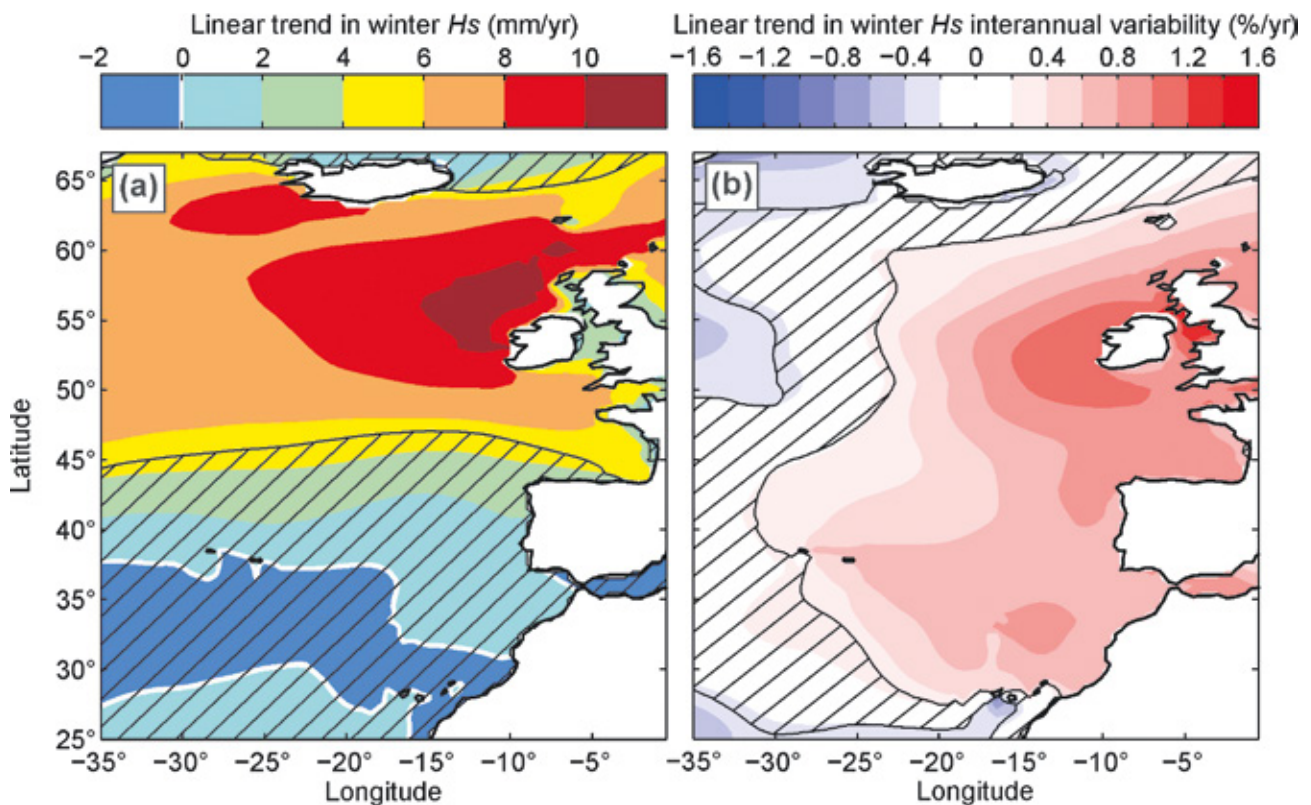 Linear trend in winter Hs (mm/yr)
−2 0 2 4 6 8 10
Linear trend in winter Hs interannual variability (%/yr)
−1.6 −1.2 −0.8 −0.4 0 0.4 0.8 1.2 1.6
(a)
(b)
65°
60°
55°
50°
45°
40°
35°
30°
25°
Latitude
−35° −30° −25° −20° −15° −10° −5°
Longitude
−35° −30° −25° −20° −15° −10° −5°
Longitude